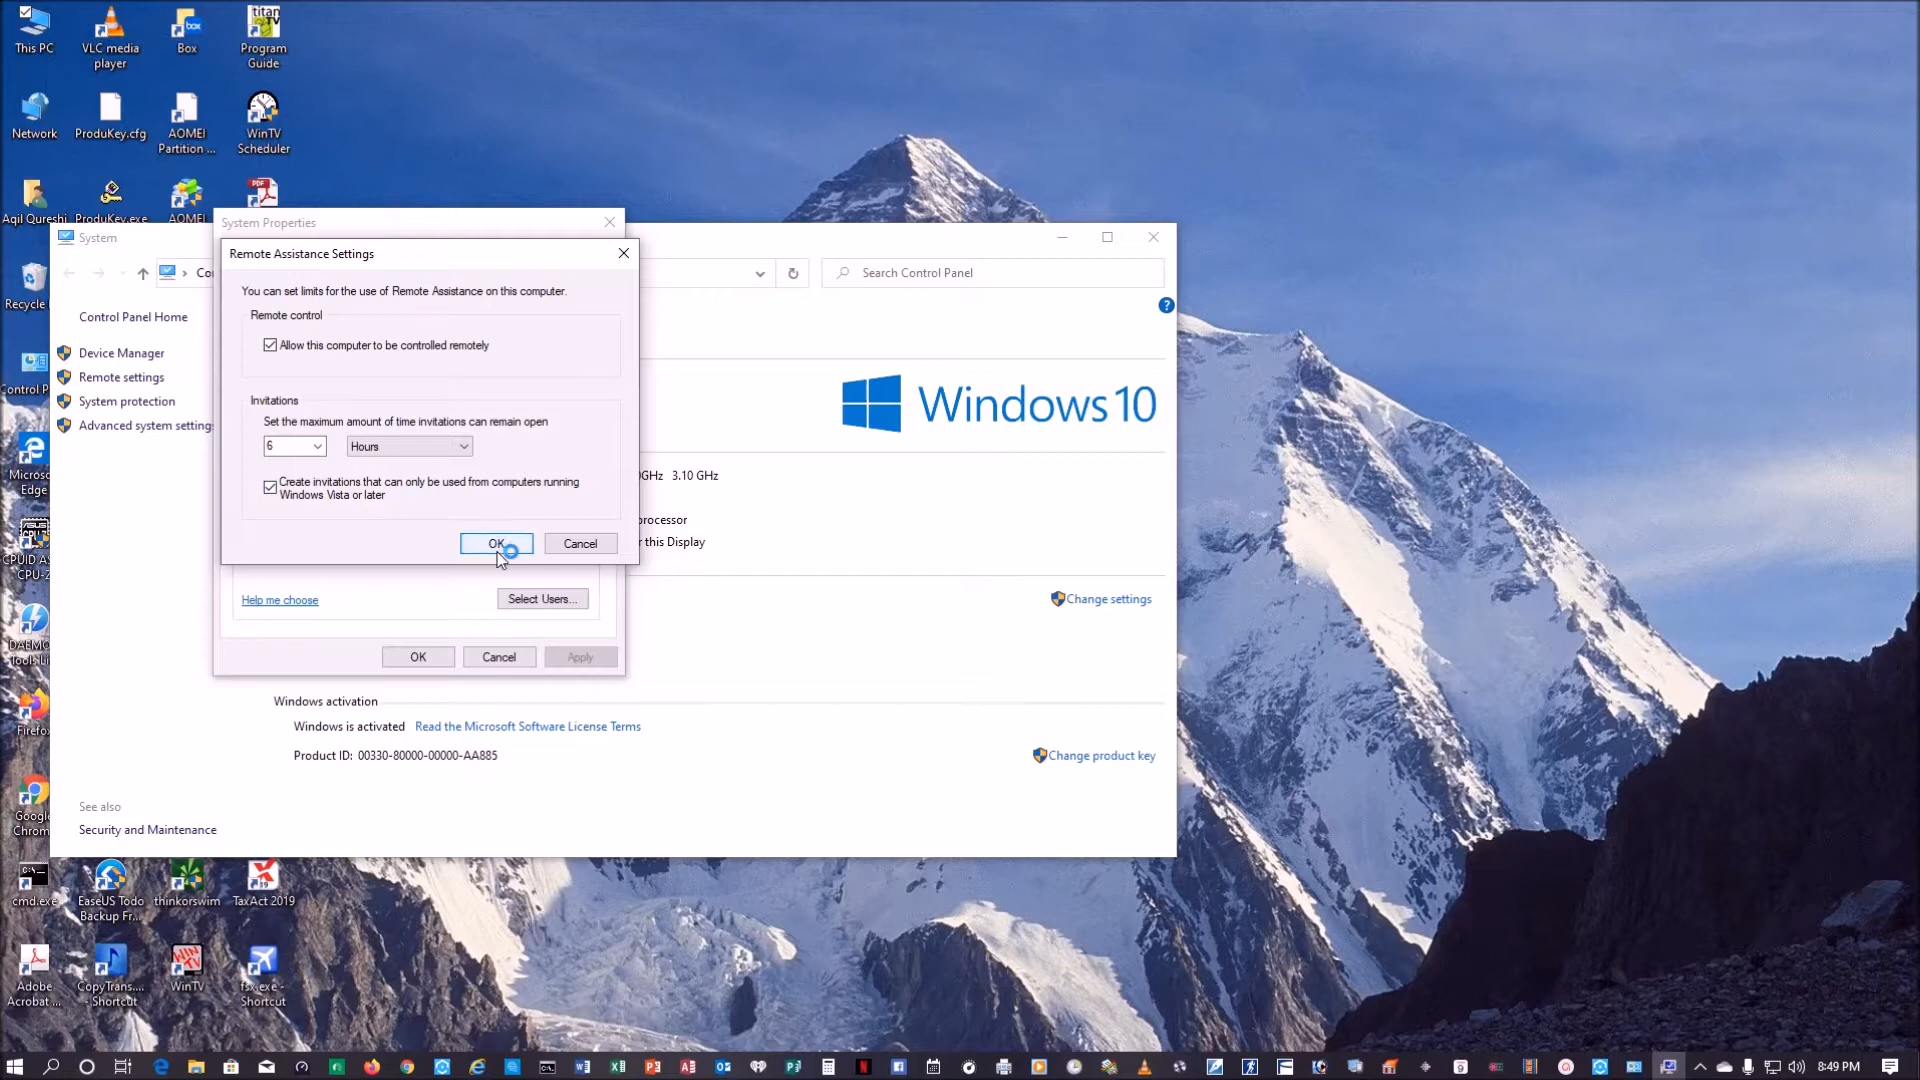 This PC
VLC media
player
Box
titan
TV
Program
Guide
Network
ProduKey.cfg
AOMEI
Partition ...
WinTV
Scheduler
Aqil Qureshi
ProduKey.exe
AOMEI
PDF
System Properties
System
Remote Assistance Settings
Search Control Panel
Recycle
Control Panel Home
You can set limits for the use of Remote Assistance on this computer.
Remote control
Allow this computer to be controlled remotely
Device Manager
Remote settings
System protection
Advanced system settings
Control P
Invitations
Set the maximum amount of time invitations can remain open
6
Hours
Create invitations that can only be used from computers running
Windows Vista or later
OK
Cancel
Windows 10
GHz 3.10 GHz
processor
r this Display
Microso
Edge
CPUID AS
CPU-Z
Help me choose
Select Users...
Change settings
OK
Cancel
Apply
DAEMO
Tools Li
Windows activation
Windows is activated
Read the Microsoft Software License Terms
Product ID: 00330-80000-00000-AA885
Change product key
Firefox
See also
Security and Maintenance
Google
Chrom
cmd.exe
EaseUS Todo
Backup Fr...
thinkorswim
TaxAct 2019
Adobe
Acrobat ...
CopyTrans....
- Shortcut
WinTV
fsx.exe -
Shortcut
8:49 PM